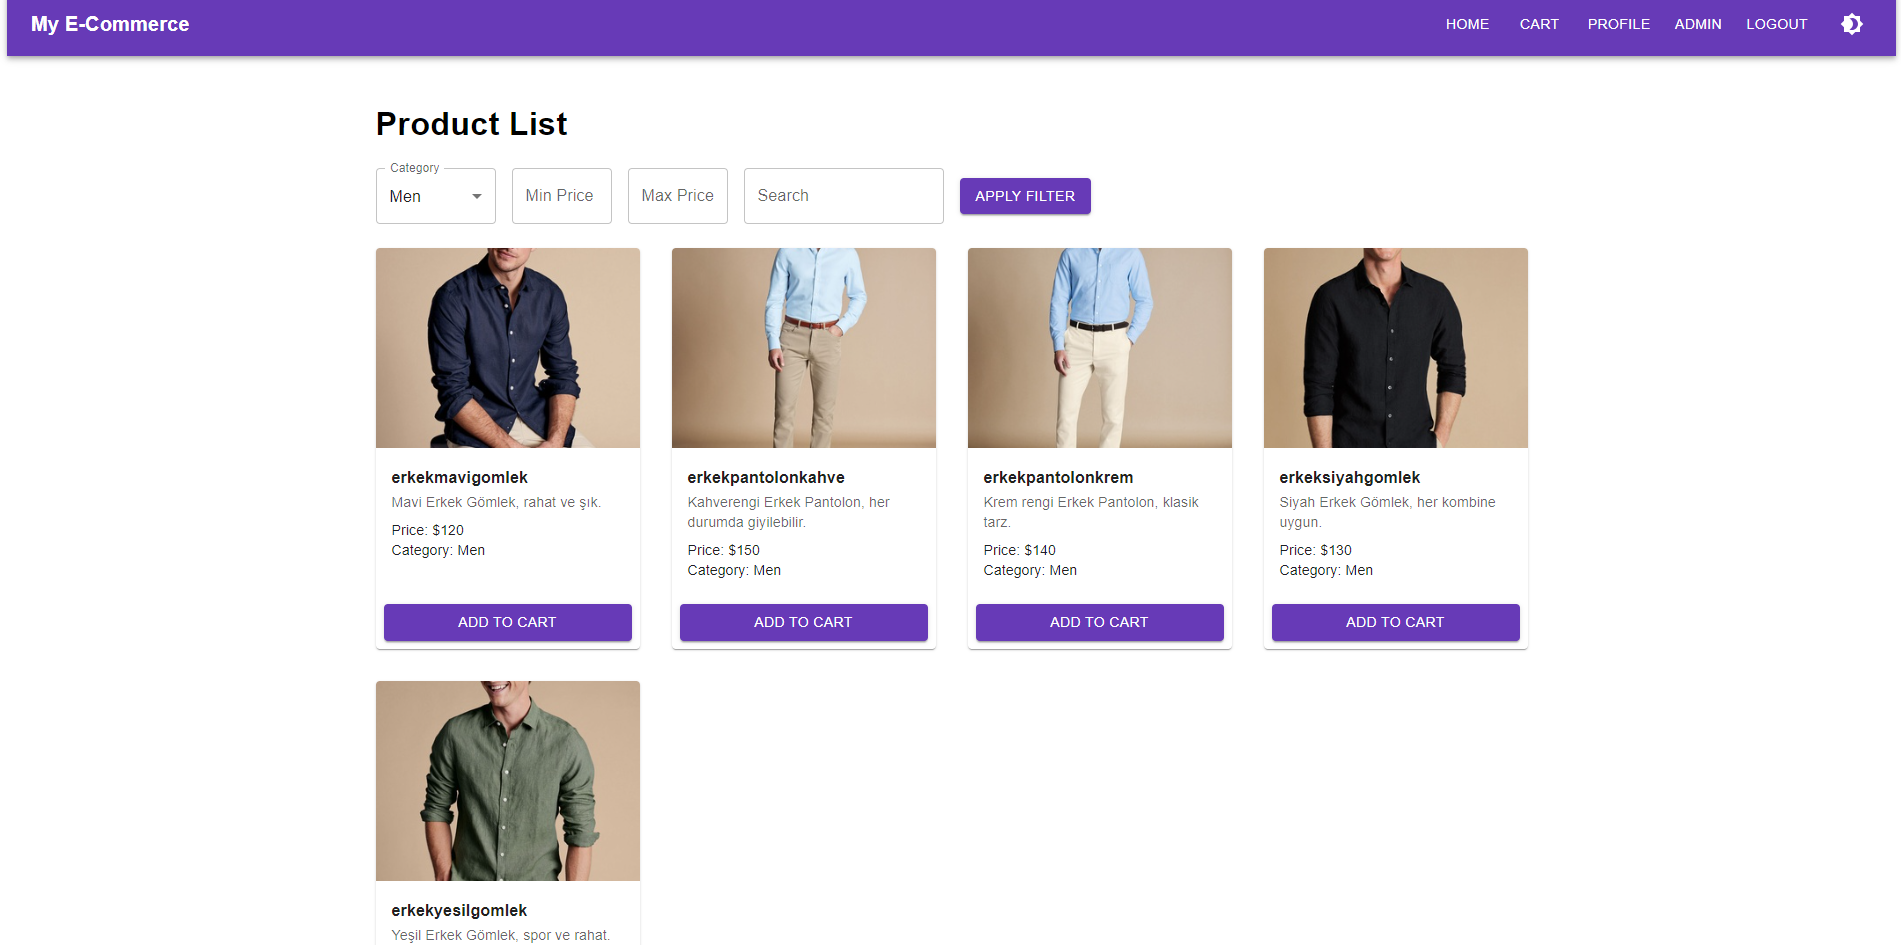 My E-Commerce
HOME CART PROFILE ADMIN LOGOUT
Product List
Category
Men
Min Price
Max Price
Search
APPLY FILTER
erkekmavigomlek
Mavi Erkek Gömlek, rahat ve şık.
Price: $120
Category: Men
ADD TO CART
erkekpantolonkahve
Kahverengi Erkek Pantolon, her
durumda giyilebilir.
Price: $150
Category: Men
ADD TO CART
erkekpantolonkrem
Krem rengi Erkek Pantolon, klasik
tarz.
Price: $140
Category: Men
ADD TO CART
erkeksiyahgomlek
Siyah Erkek Gömlek, her kombine
uygun.
Price: $130
Category: Men
ADD TO CART
erkekyesilgomlek
Yeşil Erkek Gömlek, spor ve rahat.